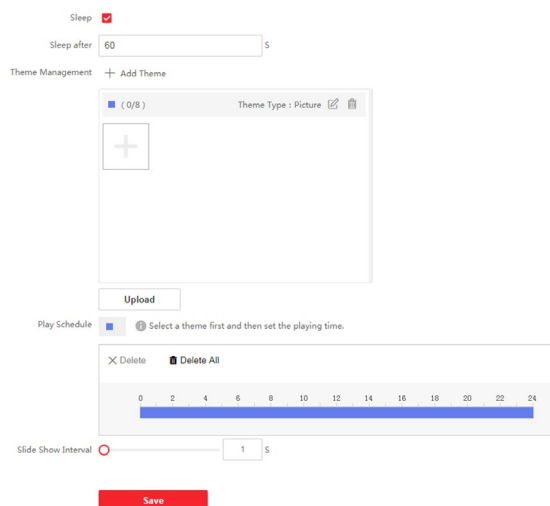 Sleep
Sleep after 60 S
Theme Management Add Theme
( 0/8 ) Theme Type : Picture
Upload
Play Schedule Select a theme first and then set the playing time.
Delete Delete All
0 2 4 6 8 10 12 14 16 18 20 22 24
Slide Show Interval 1 S
Save